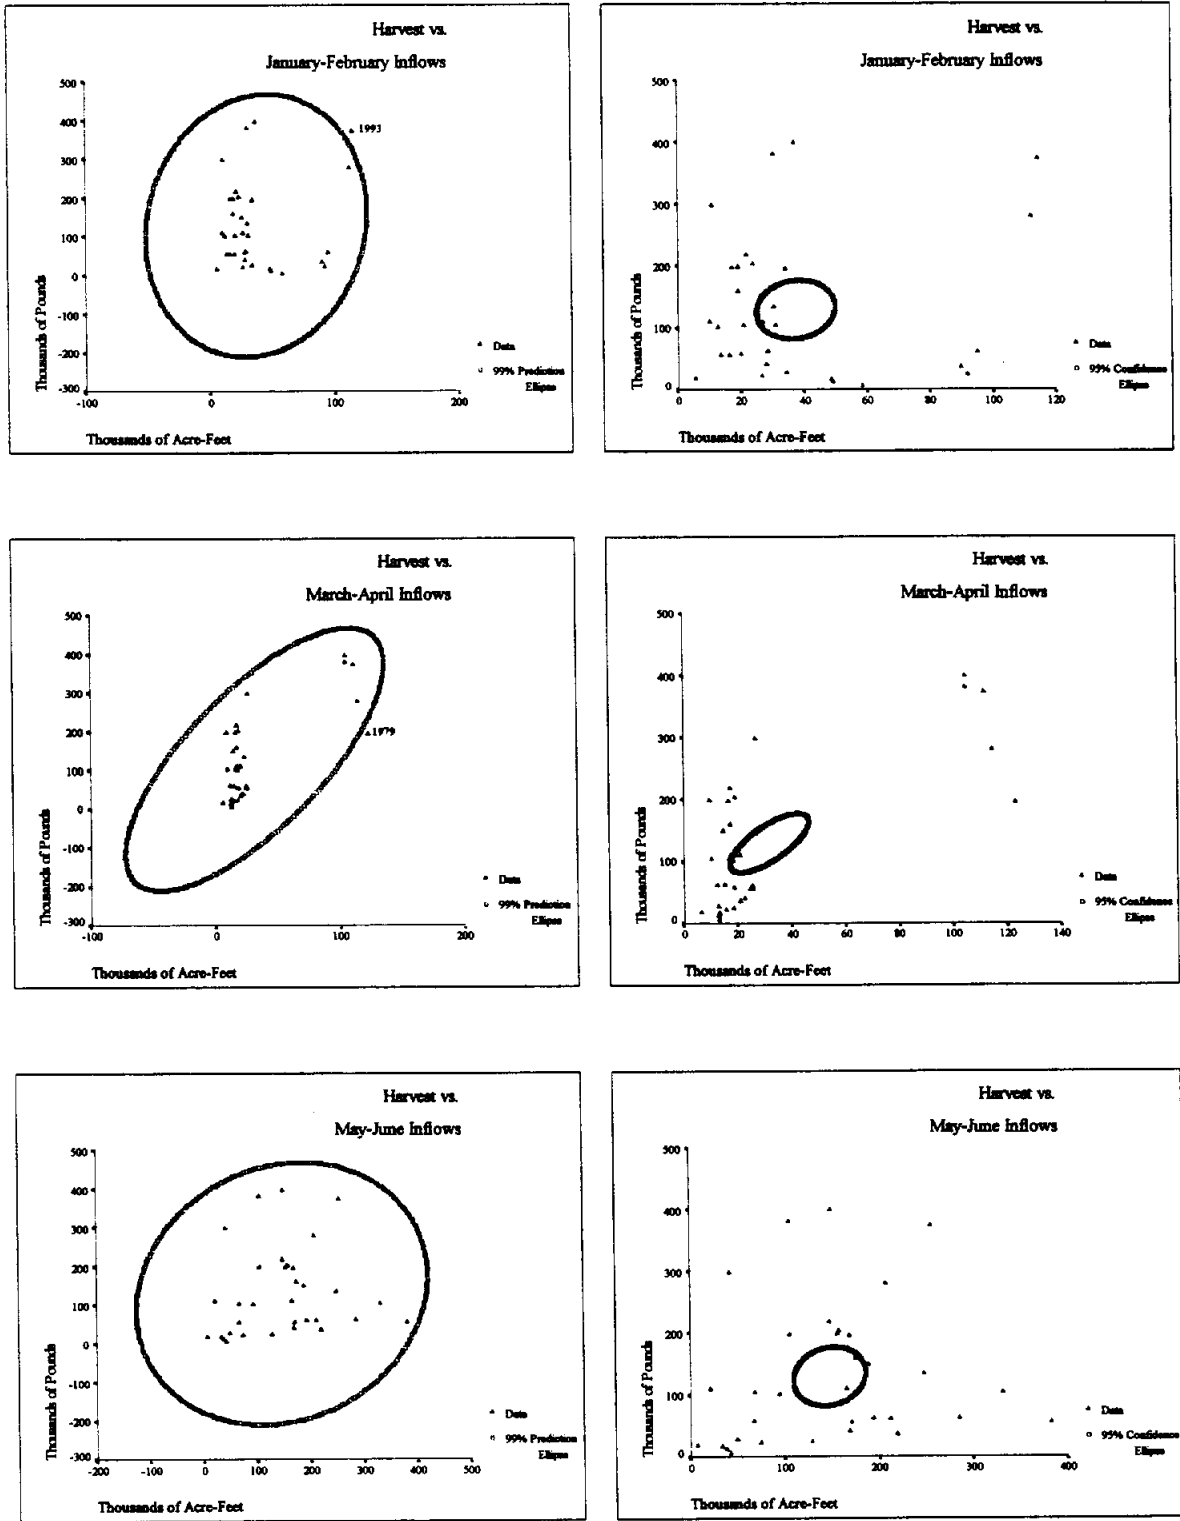 Harvest vs.
January-February Inflows
500
400
300
200
100
0
-100
-200
-300
Thousands of Pounds
1993
Data
99% Prediction
Ellipse
-100 0 100 200
Thousands of Acre-Feet
Harvest vs.
January-February Inflows
500
400
300
200
100
0
Thousands of Pounds
Data
95% Confidence
Ellipse
0 20 40 60 80 100 120
Thousands of Acre-Feet
Harvest vs.
March-April Inflows
500
400
300
200
100
0
-100
-200
-300
Thousands of Pounds
1979
Data
99% Prediction
Ellipse
-100 0 100 200
Thousands of Acre-Feet
Harvest vs.
March-April Inflows
500
400
300
200
100
0
Thousands of Pounds
Data
95% Confidence
Ellipse
0 20 40 60 80 100 120 140
Thousands of Acre-Feet
Harvest vs.
May-June Inflows
500
400
300
200
100
0
-100
-200
-300
Thousands of Pounds
Data
99% Prediction
Ellipse
-200 -100 0 100 200 300 400 500
Thousands of Acre-Feet
Harvest vs.
May-June Inflows
500
400
300
200
100
0
Thousands of Pounds
Data
95% Confidence
Ellipse
0 100 200 300 400
Thousands of Acre-Feet